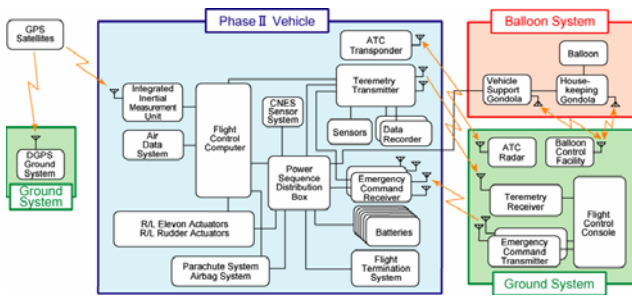 Phase II Vehicle
Balloon System
GPS
Satellites
ATC
Transponder
Balloon
Integrated
Inertial
Measurement
Unit
Teremetry
Transmitter
Vehicle
Support
Gondola
House-
keeping
Gondola
CNES
Sensor
System
Flight
Control
Computer
Air
Data
System
Sensors
Data
Recorder
DGPS
Ground
System
Ground
System
ATC
Radar
Balloon
Control
Facility
Power
Sequence
Distribution
Box
Emergency
Command
Receiver
Teremetry
Receiver
Flight
Control
Console
R/L Elevon Actuators
R/L Rudder Actuators
Batteries
Emergency
Command
Transmitter
Parachute System
Airbag System
Flight
Termination
System
Ground System